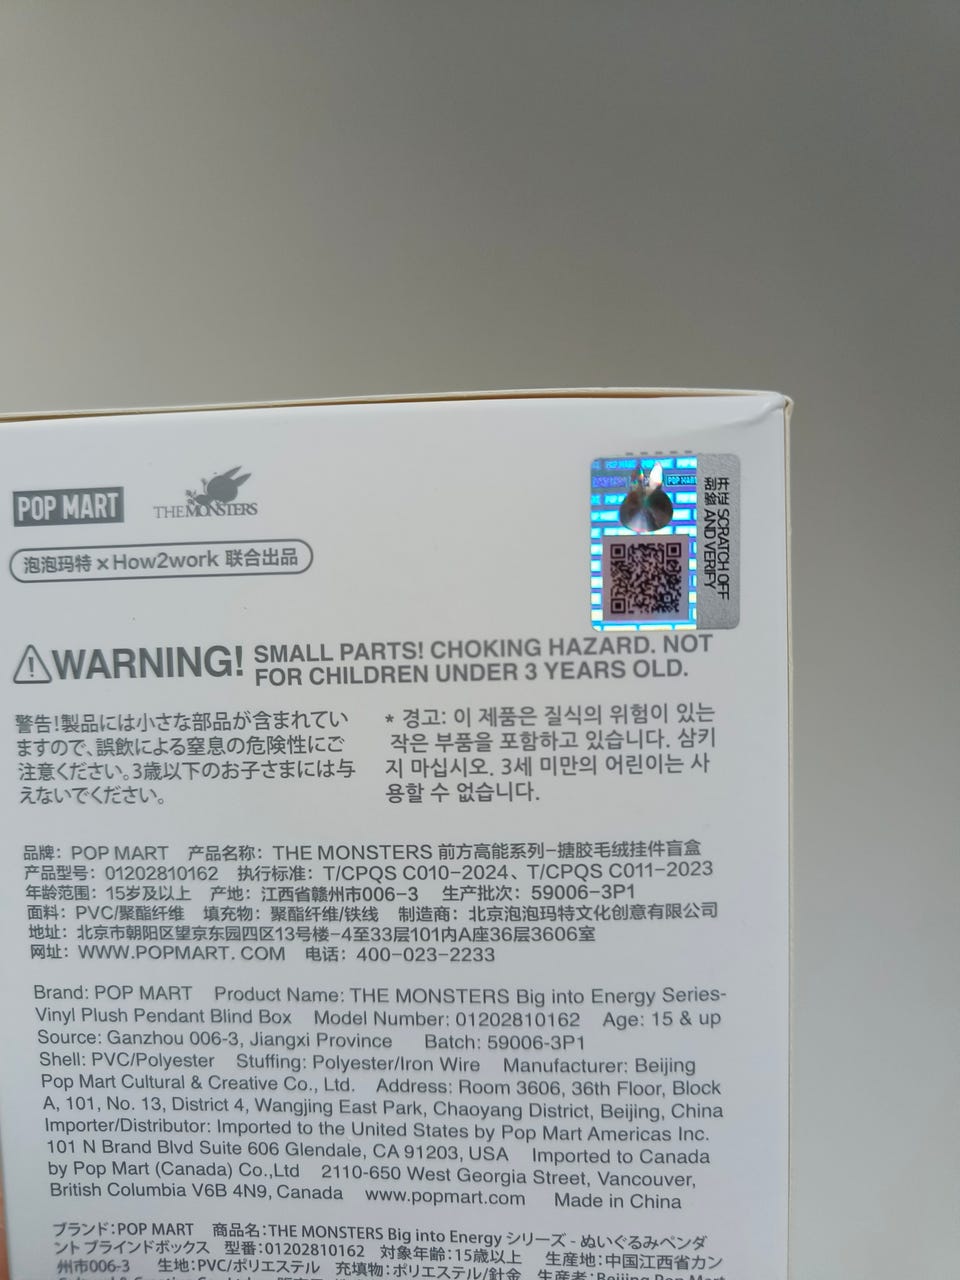 POP MART
THE MONSTERS
泡泡玛特×How2work 联合出品
POP MART
开刮 SCRATCH OFF
密验 AND VERIFY
WARNING! SMALL PARTS! CHOKING HAZARD. NOT
FOR CHILDREN UNDER 3 YEARS OLD.
警告!製品には小さな部品が含まれてい
ますので、誤飲による窒息の危険性にご
注意ください。3歳以下のお子さまには与
えないでください。
* 경고: 이 제품은 질식의 위험이 있는
작은 부품을 포함하고 있습니다. 삼키
지 마십시오. 3세 미만의 어린이는 사
용할 수 없습니다.
品牌: POP MART 产品名称: THE MONSTERS 前方高能系列-搪胶毛绒挂件盲盒
产品型号: 01202810162 执行标准: T/CPQS C010-2024、T/CPQS C011-2023
年龄范围: 15岁及以上 产地: 江西省赣州市006-3 生产批次: 59006-3P1
面料: PVC/聚酯纤维 填充物: 聚酯纤维/铁线 制造商: 北京泡泡玛特文化创意有限公司
地址: 北京市朝阳区望京东园四区13号楼-4至33层101内A座36层3606室
网址: WWW.POPMART.COM 电话: 400-023-2233
Brand: POP MART Product Name: THE MONSTERS Big into Energy Series-
Vinyl Plush Pendant Blind Box Model Number: 01202810162 Age: 15 & up
Source: Ganzhou 006-3, Jiangxi Province Batch: 59006-3P1
Shell: PVC/Polyester Stuffing: Polyester/Iron Wire Manufacturer: Beijing
Pop Mart Cultural & Creative Co., Ltd. Address: Room 3606, 36th Floor, Block
A, 101, No. 13, District 4, Wangjing East Park, Chaoyang District, Beijing, China
Importer/Distributor: Imported to the United States by Pop Mart Americas Inc.
101 N Brand Blvd Suite 606 Glendale, CA 91203, USA Imported to Canada
by Pop Mart (Canada) Co.,Ltd 2110-650 West Georgia Street, Vancouver,
British Columbia V6B 4N9, Canada www.popmart.com Made in China
ブランド:POP MART 商品名:THE MONSTERS Big into Energy シリーズ - ぬいぐるみペンダ
ント ブラインドボックス 型番:01202810162 対象年齢:15歳以上 生産地:中国江西省カン
州市006-3 生地:PVC/ポリエステル 充填物:ポリエステル/針金 生産者:Beijing Pop Mart